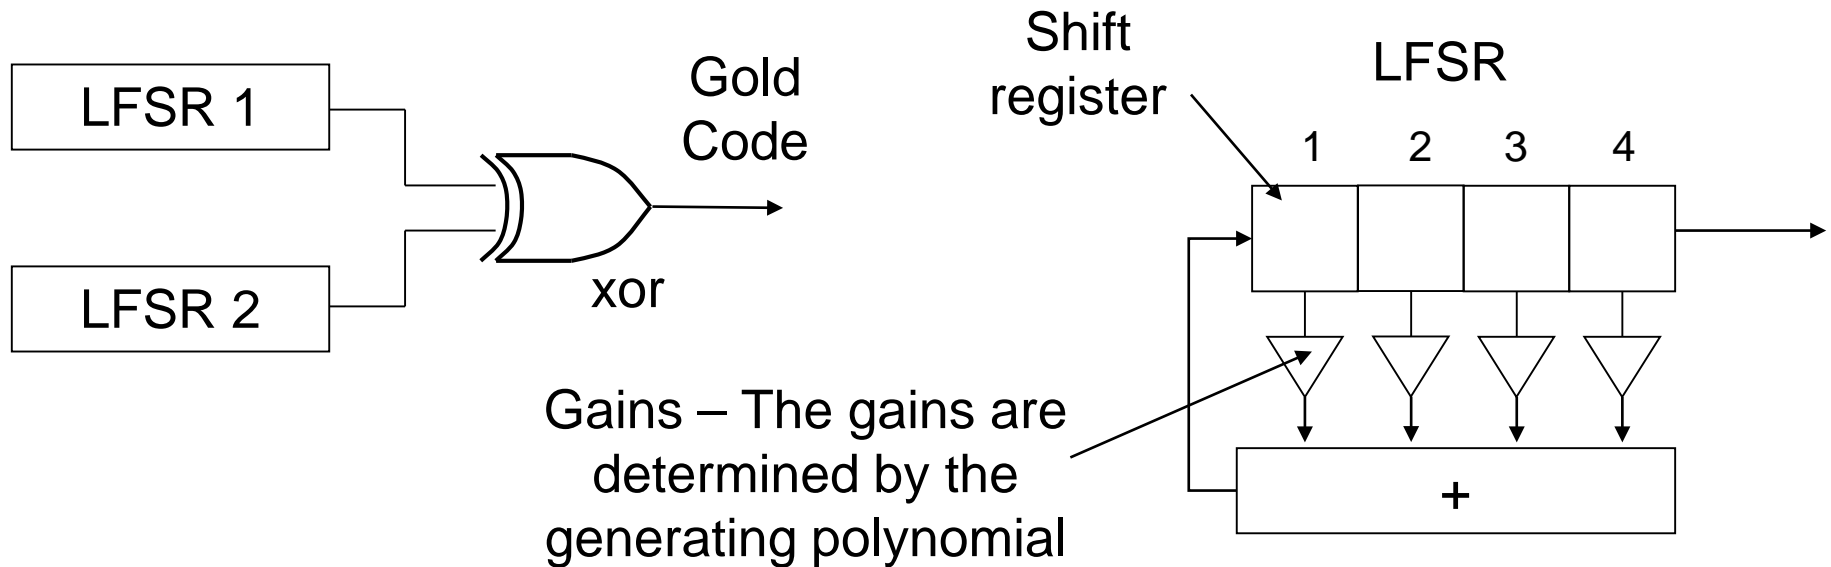 LFSR 1
LFSR 2
xor
Gold
Code
Shift
register
LFSR
1 2 3 4
Gains – The gains are
determined by the
generating polynomial
+